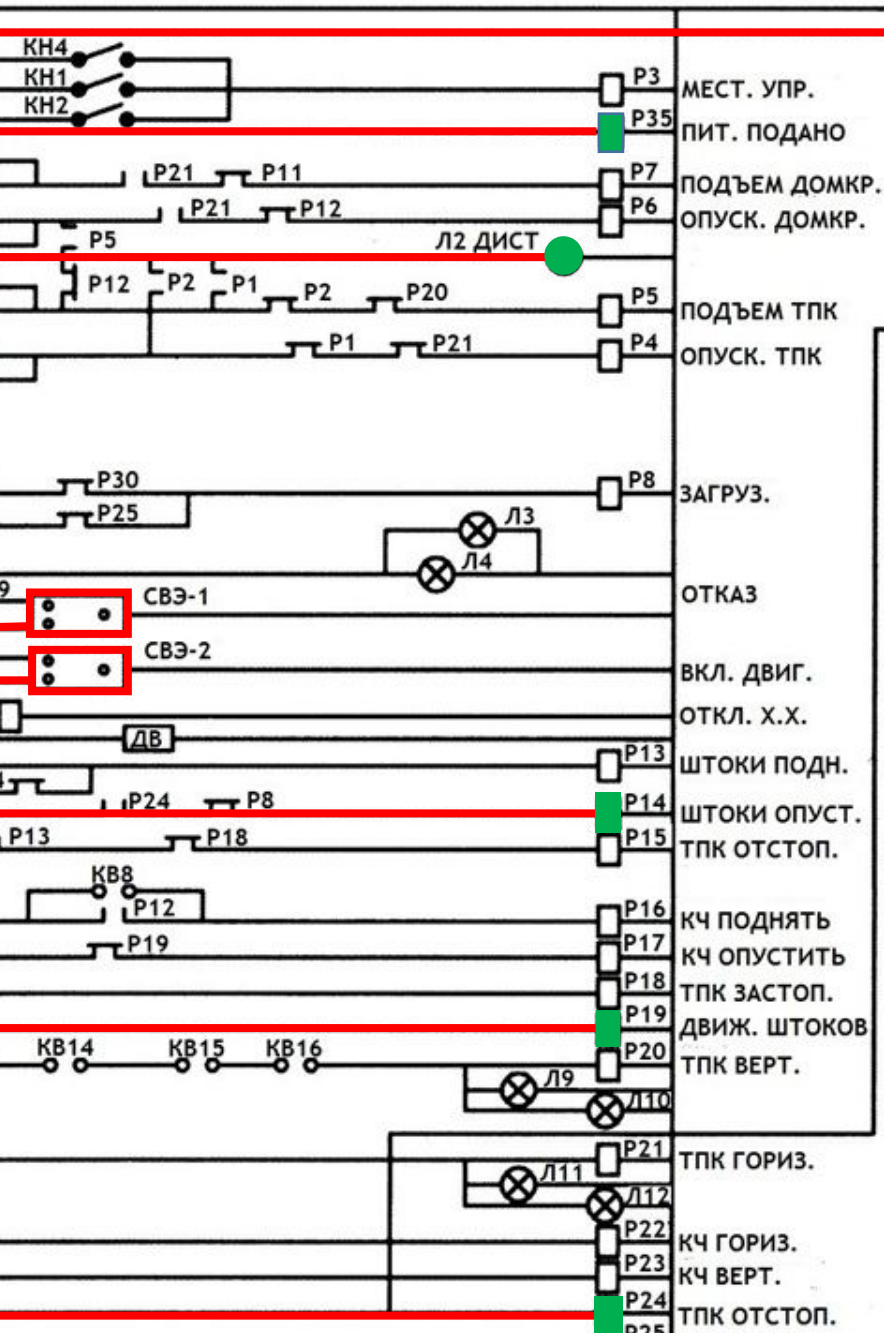 КН4
КН1
КН2
Р3 МЕСТ. УПР.
Р35 ПИТ. ПОДАНО
Р21 Р11 Р7 ПОДЪЕМ ДОМКР.
Р21 Р12 Р6 ОПУСК. ДОМКР.
Р5 Л2 ДИСТ
Р12 Р2 Р1 Р2 Р20 Р5 ПОДЪЕМ ТПК
Р1 Р21 Р4 ОПУСК. ТПК
Р30 Р8 ЗАГРУЗ.
Р25 Л3
Л4
9 СВЭ-1 ОТКАЗ
СВЭ-2 ВКЛ. ДВИГ.
ОТКЛ. Х.Х.
ДВ
Р13 ШТОКИ ПОДН.
4 Р24 Р8 Р14 ШТОКИ ОПУСТ.
Р13 Р18 Р15 ТПК ОТСТОП.
КВ8
Р12 Р16 КЧ ПОДНЯТЬ
Р19 Р17 КЧ ОПУСТИТЬ
Р18 ТПК ЗАСТОП.
Р19 ДВИЖ. ШТОКОВ
КВ14 КВ15 КВ16 Р20 ТПК ВЕРТ.
Л9
Л10
Р21 ТПК ГОРИЗ.
Л11
Л12
Р22 КЧ ГОРИЗ.
Р23 КЧ ВЕРТ.
Р24 ТПК ОТСТОП.
Р25